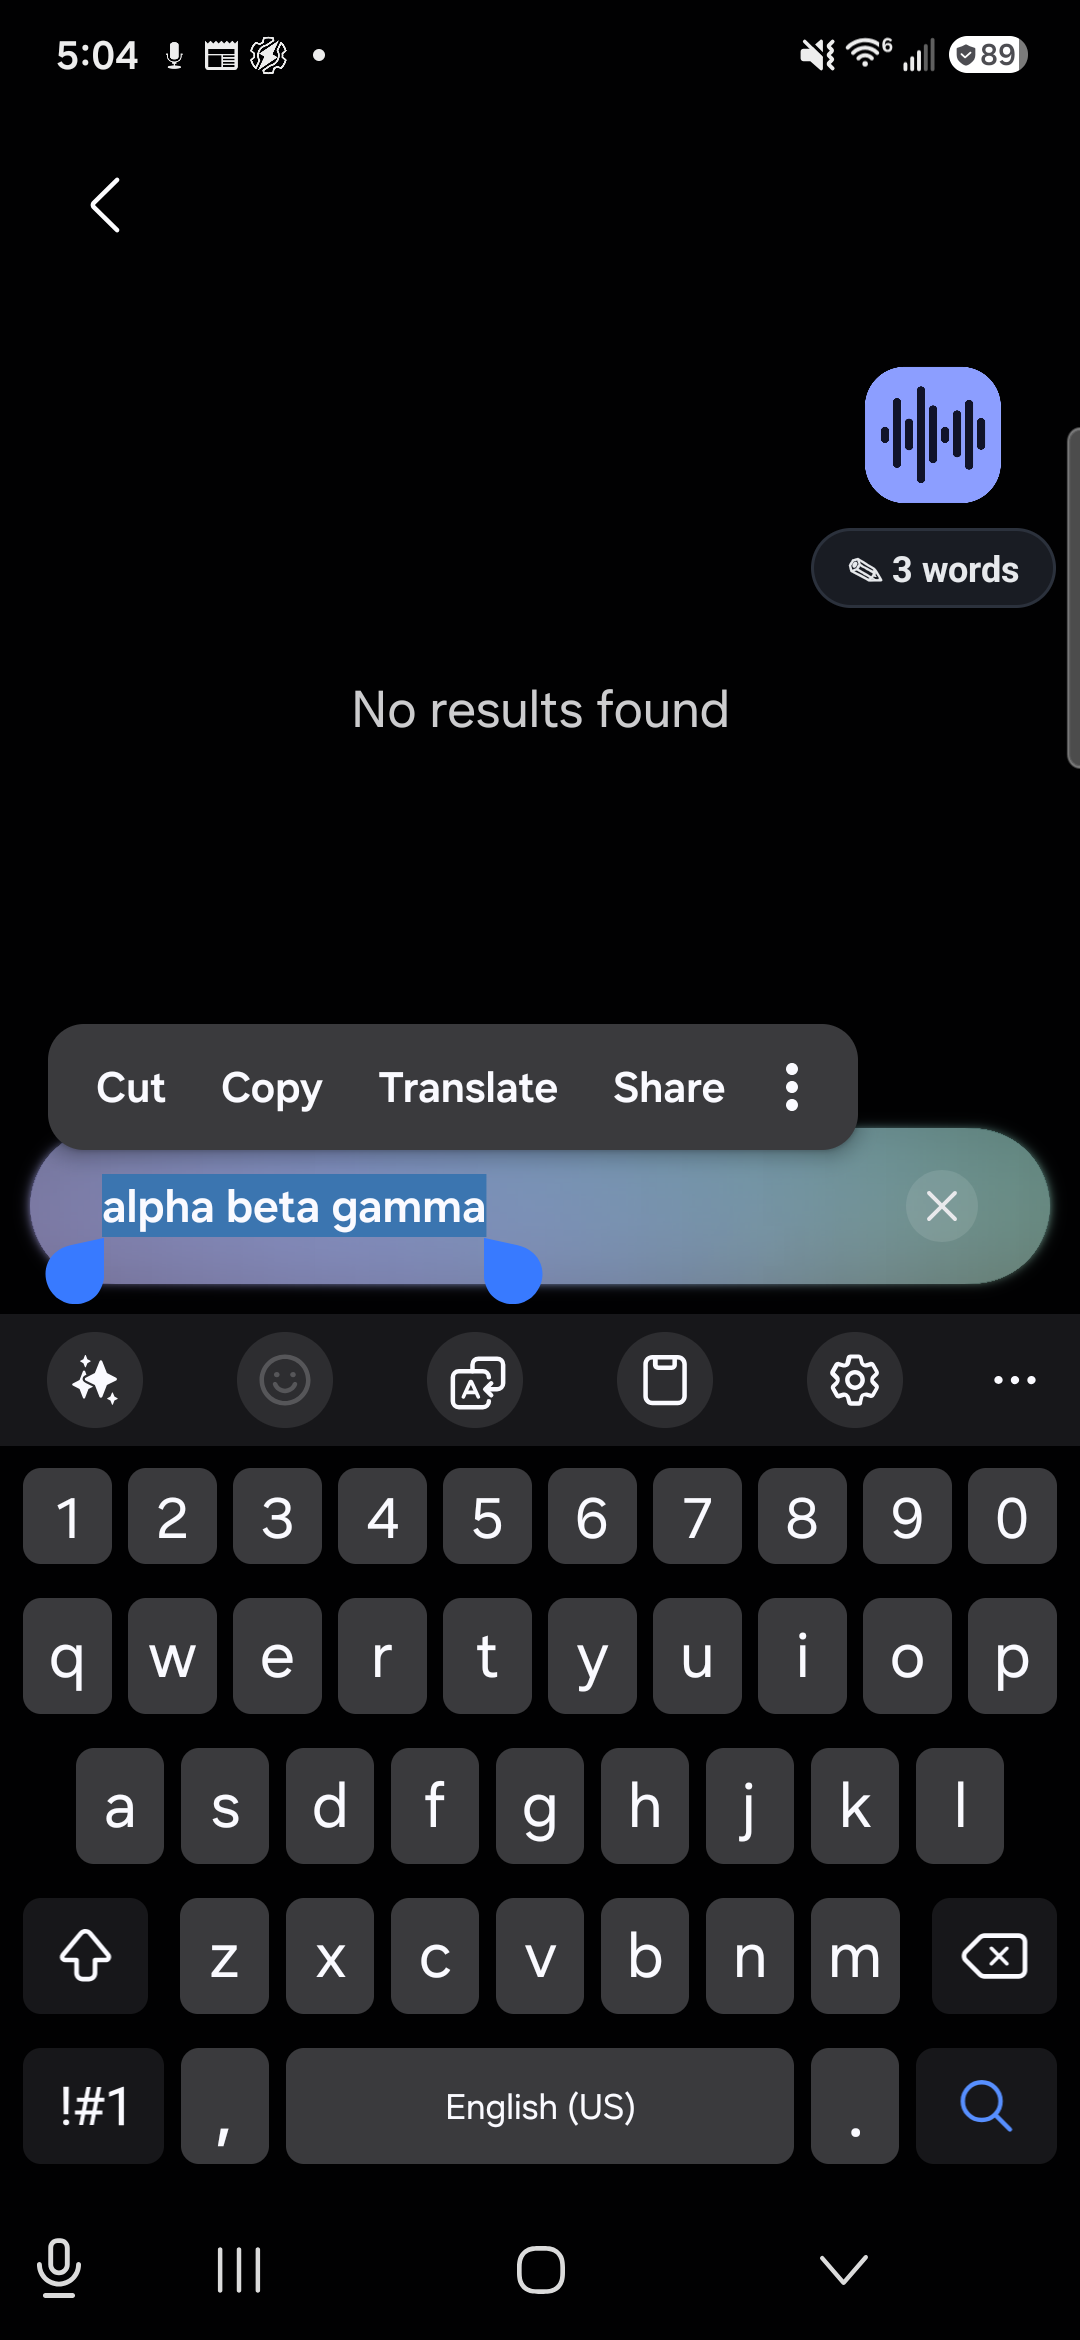 5:04
6
89
✏ 3 words
No results found
Cut Copy Translate Share
alpha beta gamma
1 2 3 4 5 6 7 8 9 0
q w e r t y u i o p
a s d f g h j k l
z x c v b n m
!#1 , English (US) .